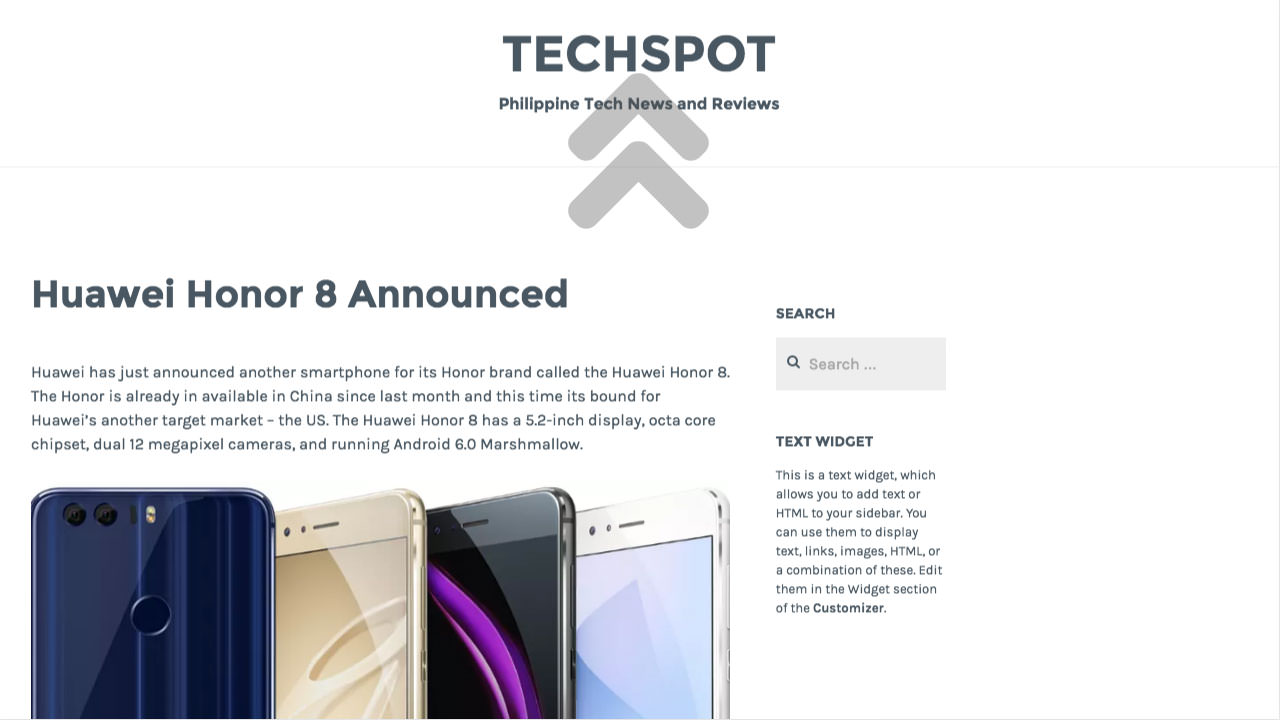 TECHSPOT
Philippine Tech News and Reviews
Huawei Honor 8 Announced
Huawei has just announced another smartphone for its Honor brand called the Huawei Honor 8.
The Honor is already in available in China since last month and this time its bound for
Huawei's another target market – the US. The Huawei Honor 8 has a 5.2-inch display, octa core
chipset, dual 12 megapixel cameras, and running Android 6.0 Marshmallow.
SEARCH
Search ...
TEXT WIDGET
This is a text widget, which
allows you to add text or
HTML to your sidebar. You
can use them to display
text, links, images, HTML, or
a combination of these. Edit
them in the Widget section
of the Customizer.